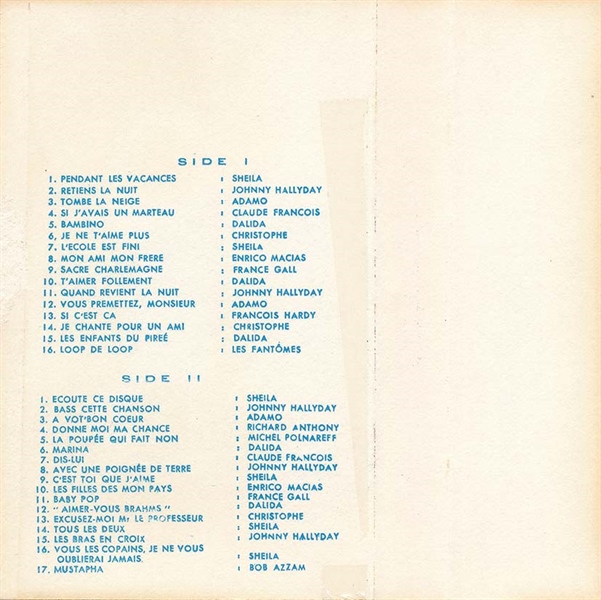 SIDE I
1. PENDANT LES VACANCES : SHEILA
2. RETIENS LA NUIT : JOHNNY HALLYDAY
3. TOMBE LA NEIGE : ADAMO
4. SI J'AVAIS UN MARTEAU : CLAUDE FRANCOIS
5. BAMBINO : DALIDA
6. JE NE T'AIME PLUS : CHRISTOPHE
7. L'ECOLE EST FINI : SHEILA
8. MON AMI MON FRERE : ENRICO MACIAS
9. SACRE CHARLEMAGNE : FRANCE GALL
10. T'AIMER FOLLEMENT : DALIDA
11. QUAND REVIENT LA NUIT : JOHNNY HALLYDAY
12. VOUS PREMETTEZ, MONSIEUR : ADAMO
13. SI C'EST CA : FRANCOIS HARDY
14. JE CHANTE POUR UN AMI : CHRISTOPHE
15. LES ENFANTS DU PIREÉ : DALIDA
16. LOOP DE LOOP : LES FANTÔMES
SIDE II
1. ECOUTE CE DISQUE : SHEILA
2. BASS CETTE CHANSON : JOHNNY HALLYDAY
3. A VOT'BON COEUR : ADAMO
4. DONNE MOI MA CHANCE : RICHARD ANTHONY
5. LA POUPÉE QUI FAIT NON : MICHEL POLNAREFF
6. MARINA : DALIDA
7. DIS-LUI : CLAUDE FRANCOIS
8. AVEC UNE POIGNÉE DE TERRE : JOHNNY HALLYDAY
9. C'EST TOI QUE J'AIME : SHEILA
10. LES FILLES DES MON PAYS : ENRICO MACIAS
11. BABY POP : FRANCE GALL
12. " AIMER-VOUS BRAHMS " : DALIDA
13. EXCUSEZ-MOI Mr LE PROFESSEUR : CHRISTOPHE
14. TOUS LES DEUX : SHEILA
15. LES BRAS EN CROIX : JOHNNY HALLYDAY
16. VOUS LES COPAINS, JE NE VOUS
OUBLIERAI JAMAIS. : SHEILA
17. MUSTAPHA : BOB AZZAM